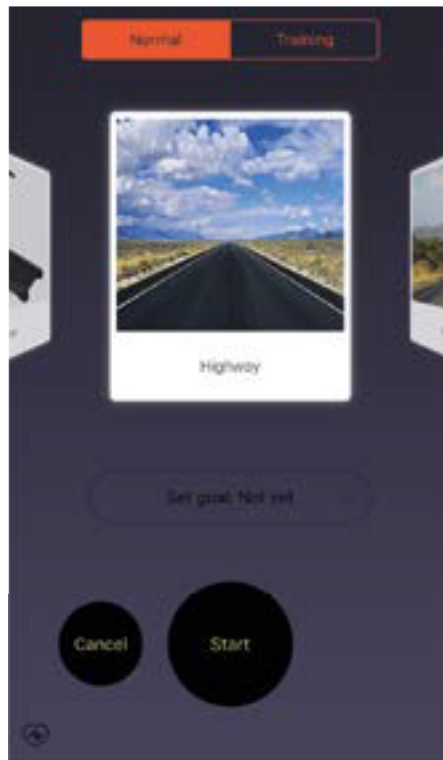 Normal
Training
Highway
Set goal: Not set
Cancel
Start